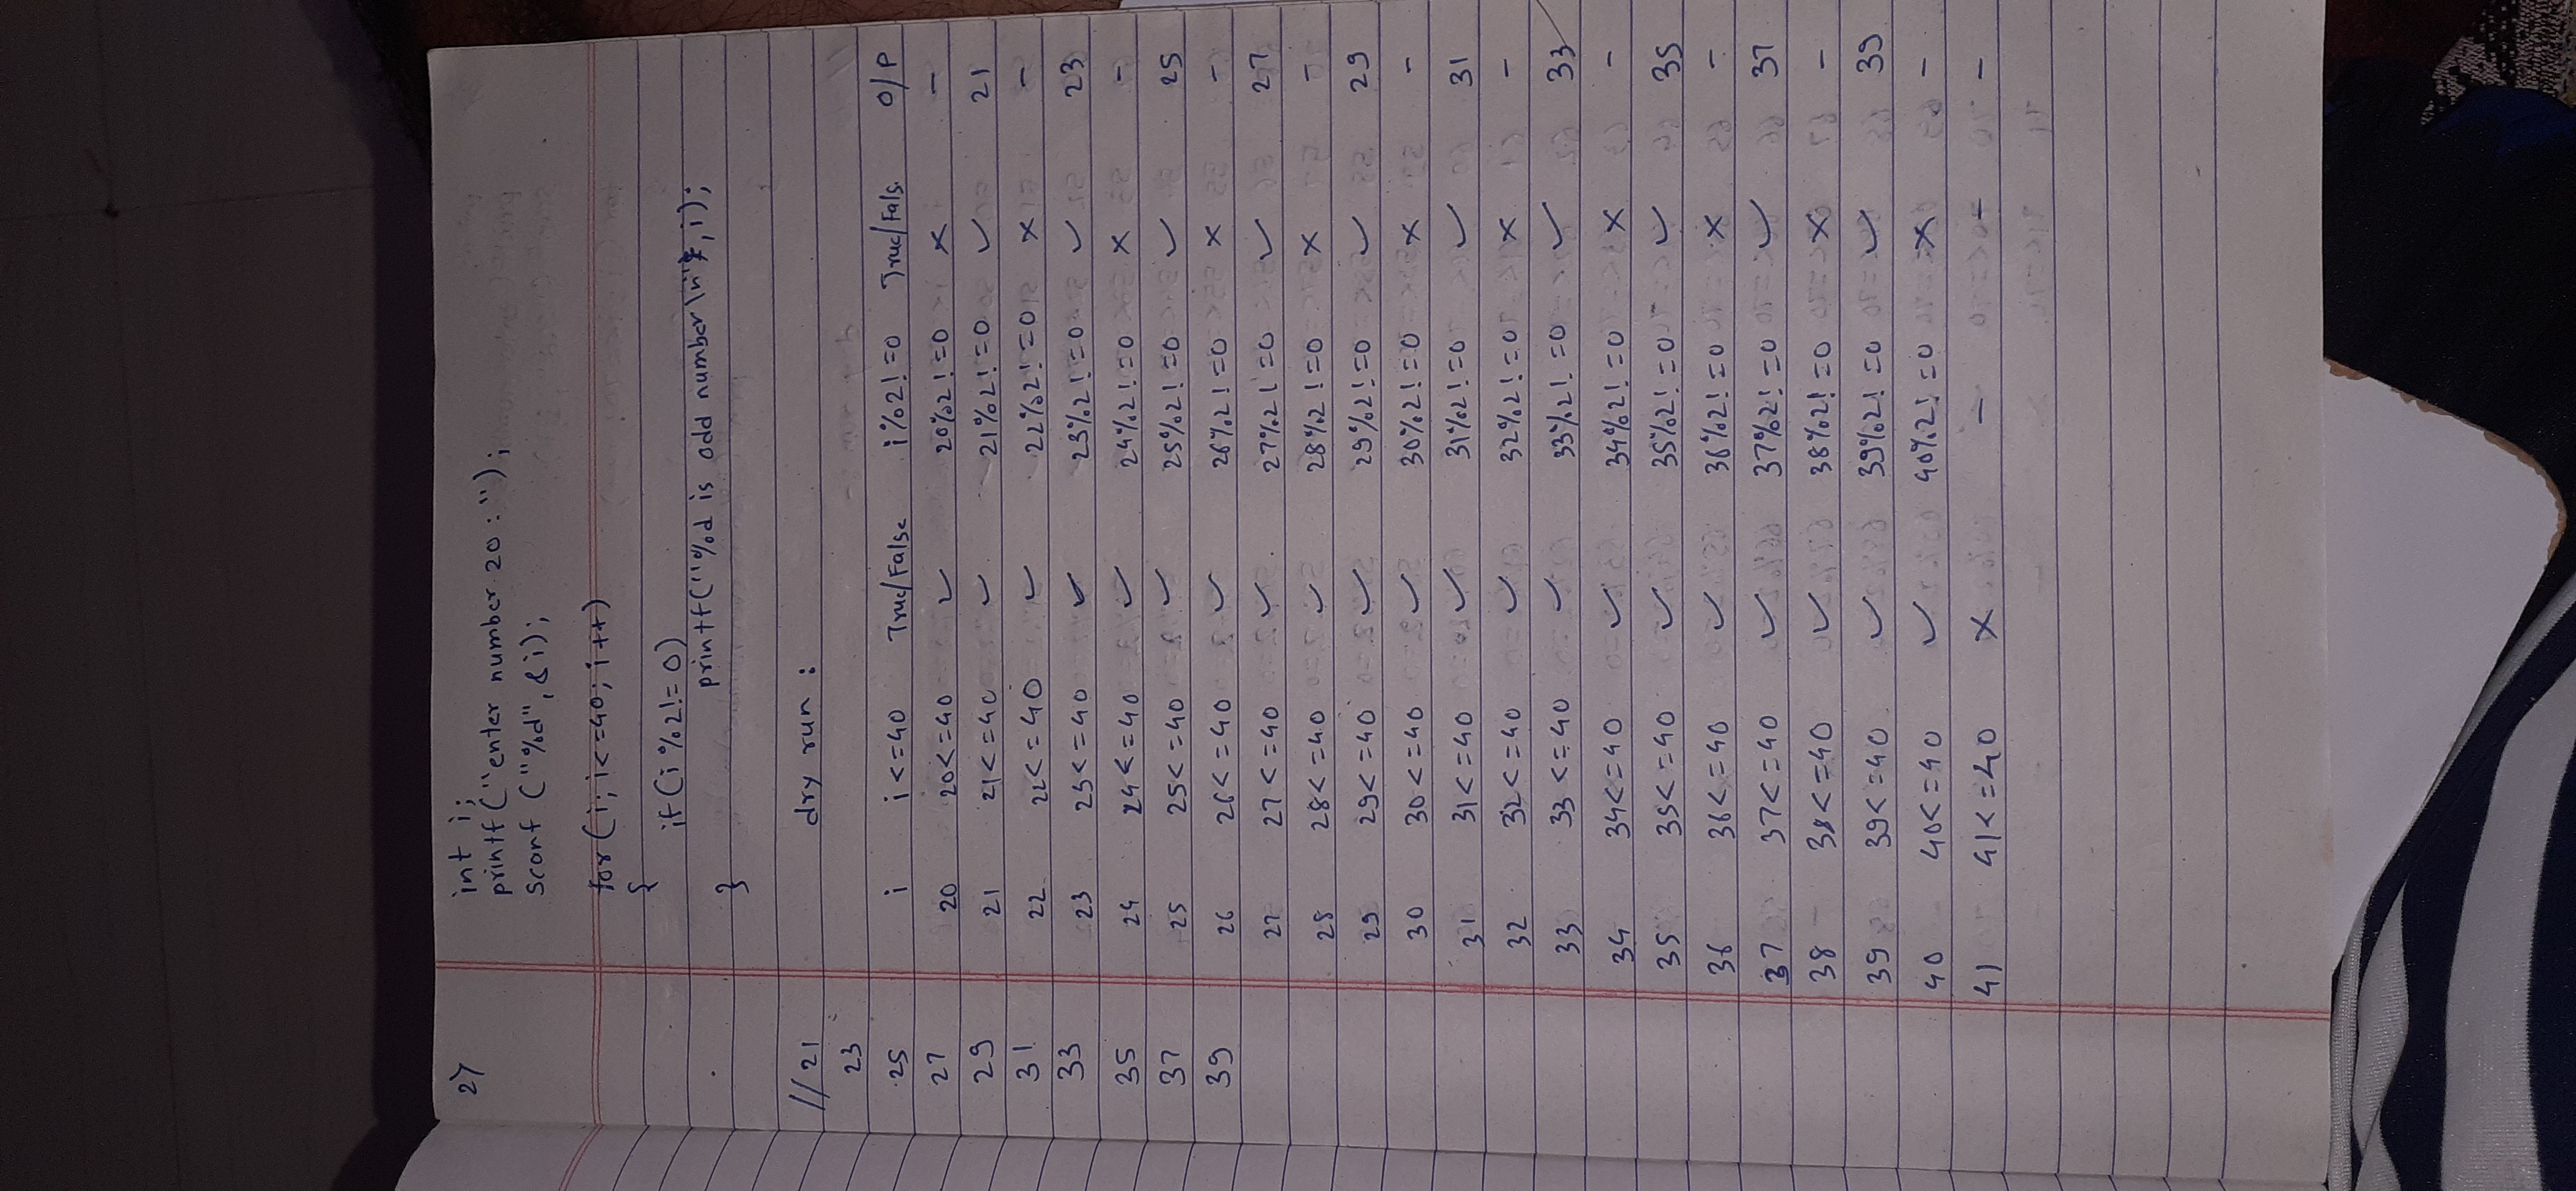 2)
int i;
printf("enter number 20 : ");
scanf ("%d", &i);
for(i; i<=40; i++)
{
if(i%2!=0)
printf("%d is odd number\n", i);
}
// 21 dry run :
23
25 i i<=40 True/False i%2!=0 True/Fals. O/P
27 20 20<=40 ✓ 20%2!=0 × –
29 21 21<=40 ✓ 21%2!=0 ✓ 21
31 22 22<=40 ✓ 22%2!=0 × –
33 23 23<=40 ✓ 23%2!=0 ✓ 23
35 24 24<=40 ✓ 24%2!=0 × –
37 25 25<=40 ✓ 25%2!=0 ✓ 25
39 26 26<=40 ✓ 26%2!=0 × –
27 27<=40 ✓ 27%2!=0 ✓ 27
28 28<=40 ✓ 28%2!=0 × –
29 29<=40 ✓ 29%2!=0 ✓ 29
30 30<=40 ✓ 30%2!=0 × –
31 31<=40 ✓ 31%2!=0 ✓ 31
32 32<=40 ✓ 32%2!=0 × –
33 33<=40 ✓ 33%2!=0 ✓ 33
34 34<=40 ✓ 34%2!=0 × –
35 35<=40 ✓ 35%2!=0 ✓ 35
36 36<=40 ✓ 36%2!=0 × –
37 37<=40 ✓ 37%2!=0 ✓ 37
38 38<=40 ✓ 38%2!=0 × –
39 39<=40 ✓ 39%2!=0 ✓ 39
40 40<=40 ✓ 40%2!=0 × –
41 41<=40 × – – –